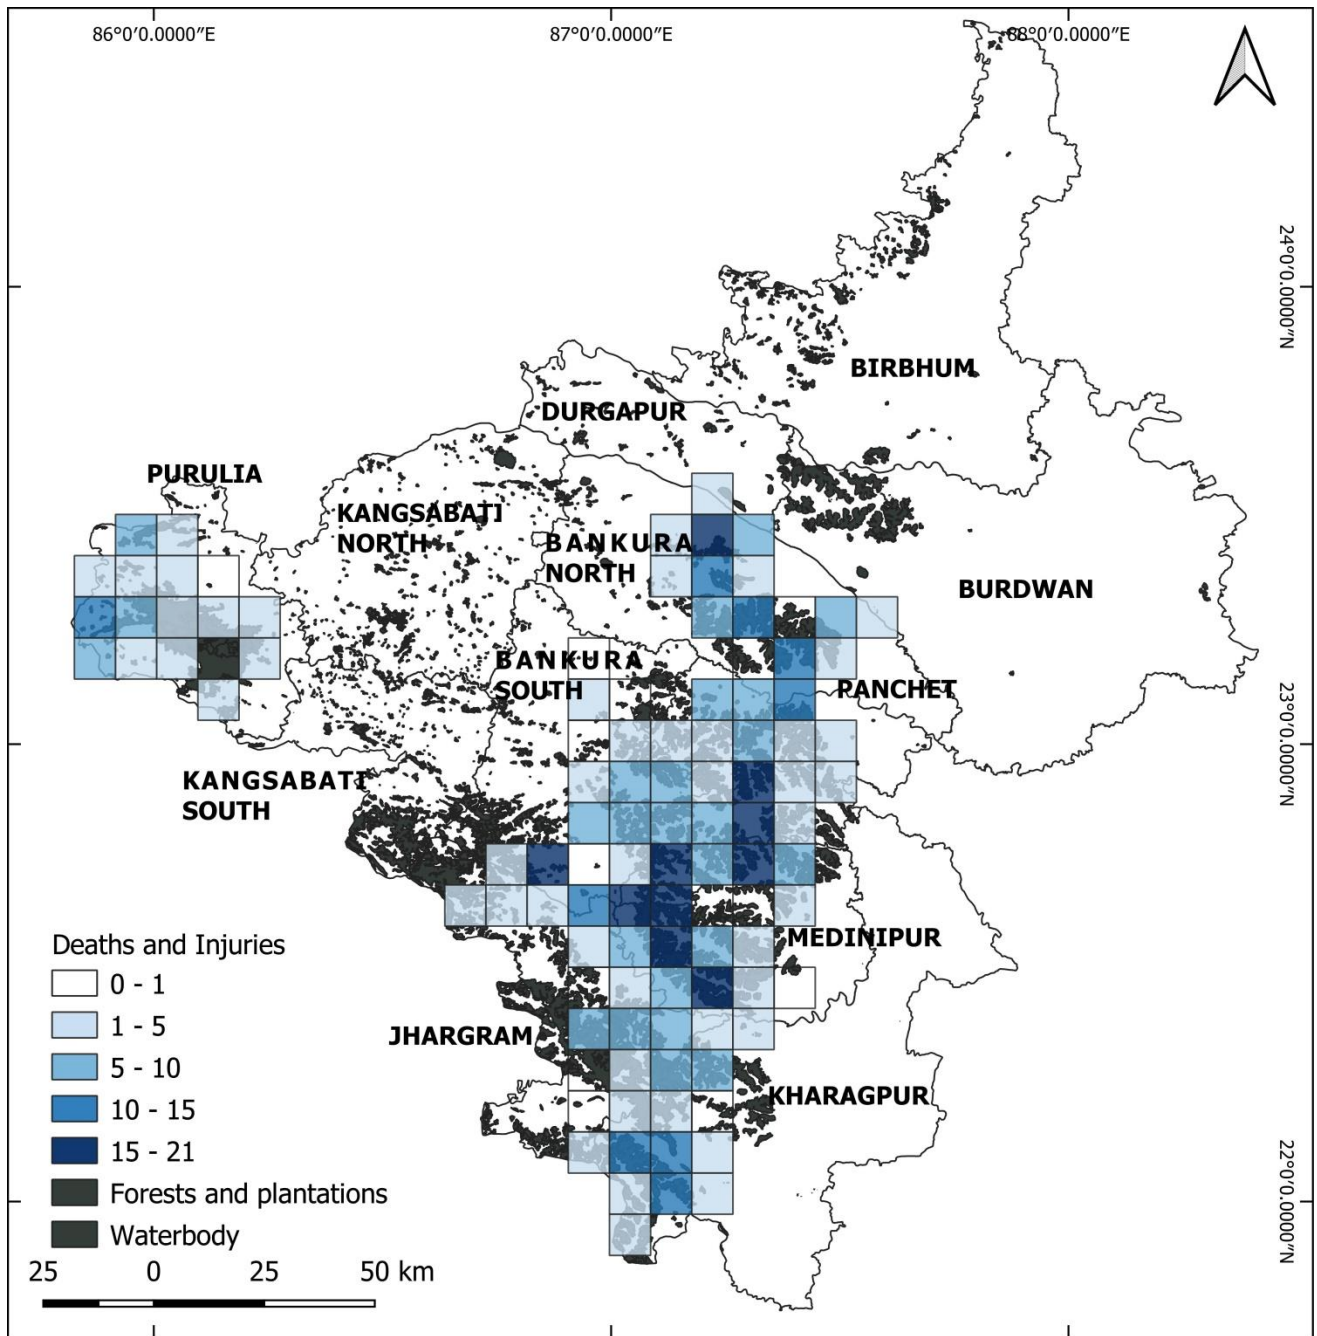 86°0′0.0000″E
87°0′0.0000″E
88°0′0.0000″E
24°0′0.0000″N
BIRBHUM
DURGAPUR
PURULIA
KANGSABATI
NORTH
BANKURA
NORTH
BURDWAN
BANKURA
SOUTH
PANCHET
23°0′0.0000″N
KANGSABATI
SOUTH
MEDINIPUR
JHARGRAM
KHARAGPUR
22°0′0.0000″N
Deaths and Injuries
0 - 1
1 - 5
5 - 10
10 - 15
15 - 21
Forests and plantations
Waterbody
25 0 25 50 km